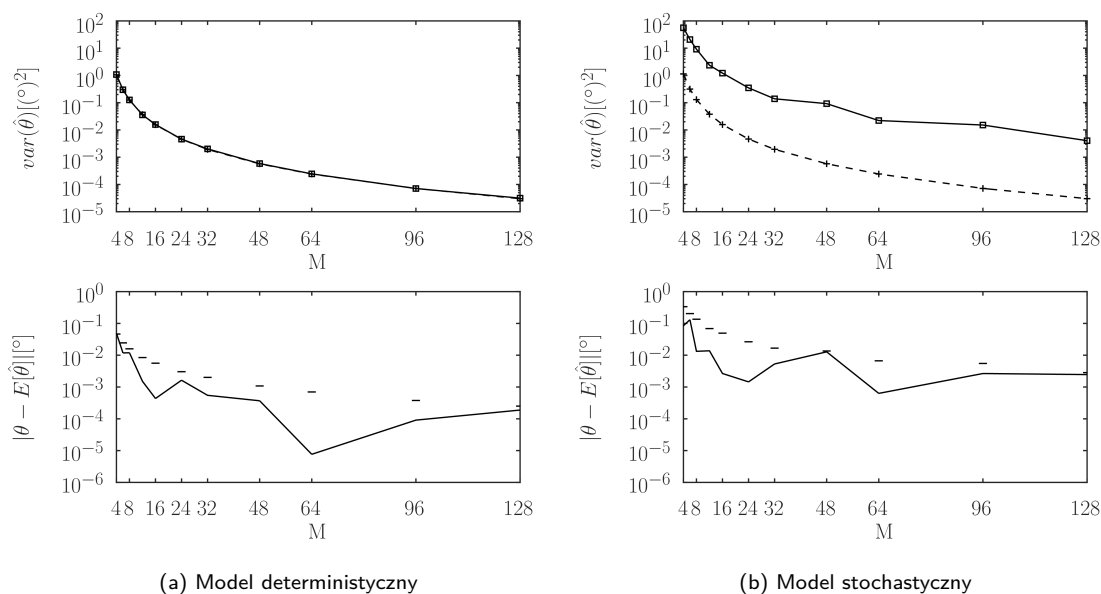 10^2
10^1
10^0
10^-1
10^-2
10^-3
10^-4
10^-5
var(θ̂)[(°)^2]
4 8 16 24 32 48 64 96 128
M
10^0
10^-1
10^-2
10^-3
10^-4
10^-5
10^-6
|θ − E[θ̂]|[°]
4 8 16 24 32 48 64 96 128
M
(a) Model deterministyczny
10^2
10^1
10^0
10^-1
10^-2
10^-3
10^-4
10^-5
var(θ̂)[(°)^2]
4 8 16 24 32 48 64 96 128
M
10^0
10^-1
10^-2
10^-3
10^-4
10^-5
10^-6
|θ − E[θ̂]|[°]
4 8 16 24 32 48 64 96 128
M
(b) Model stochastyczny